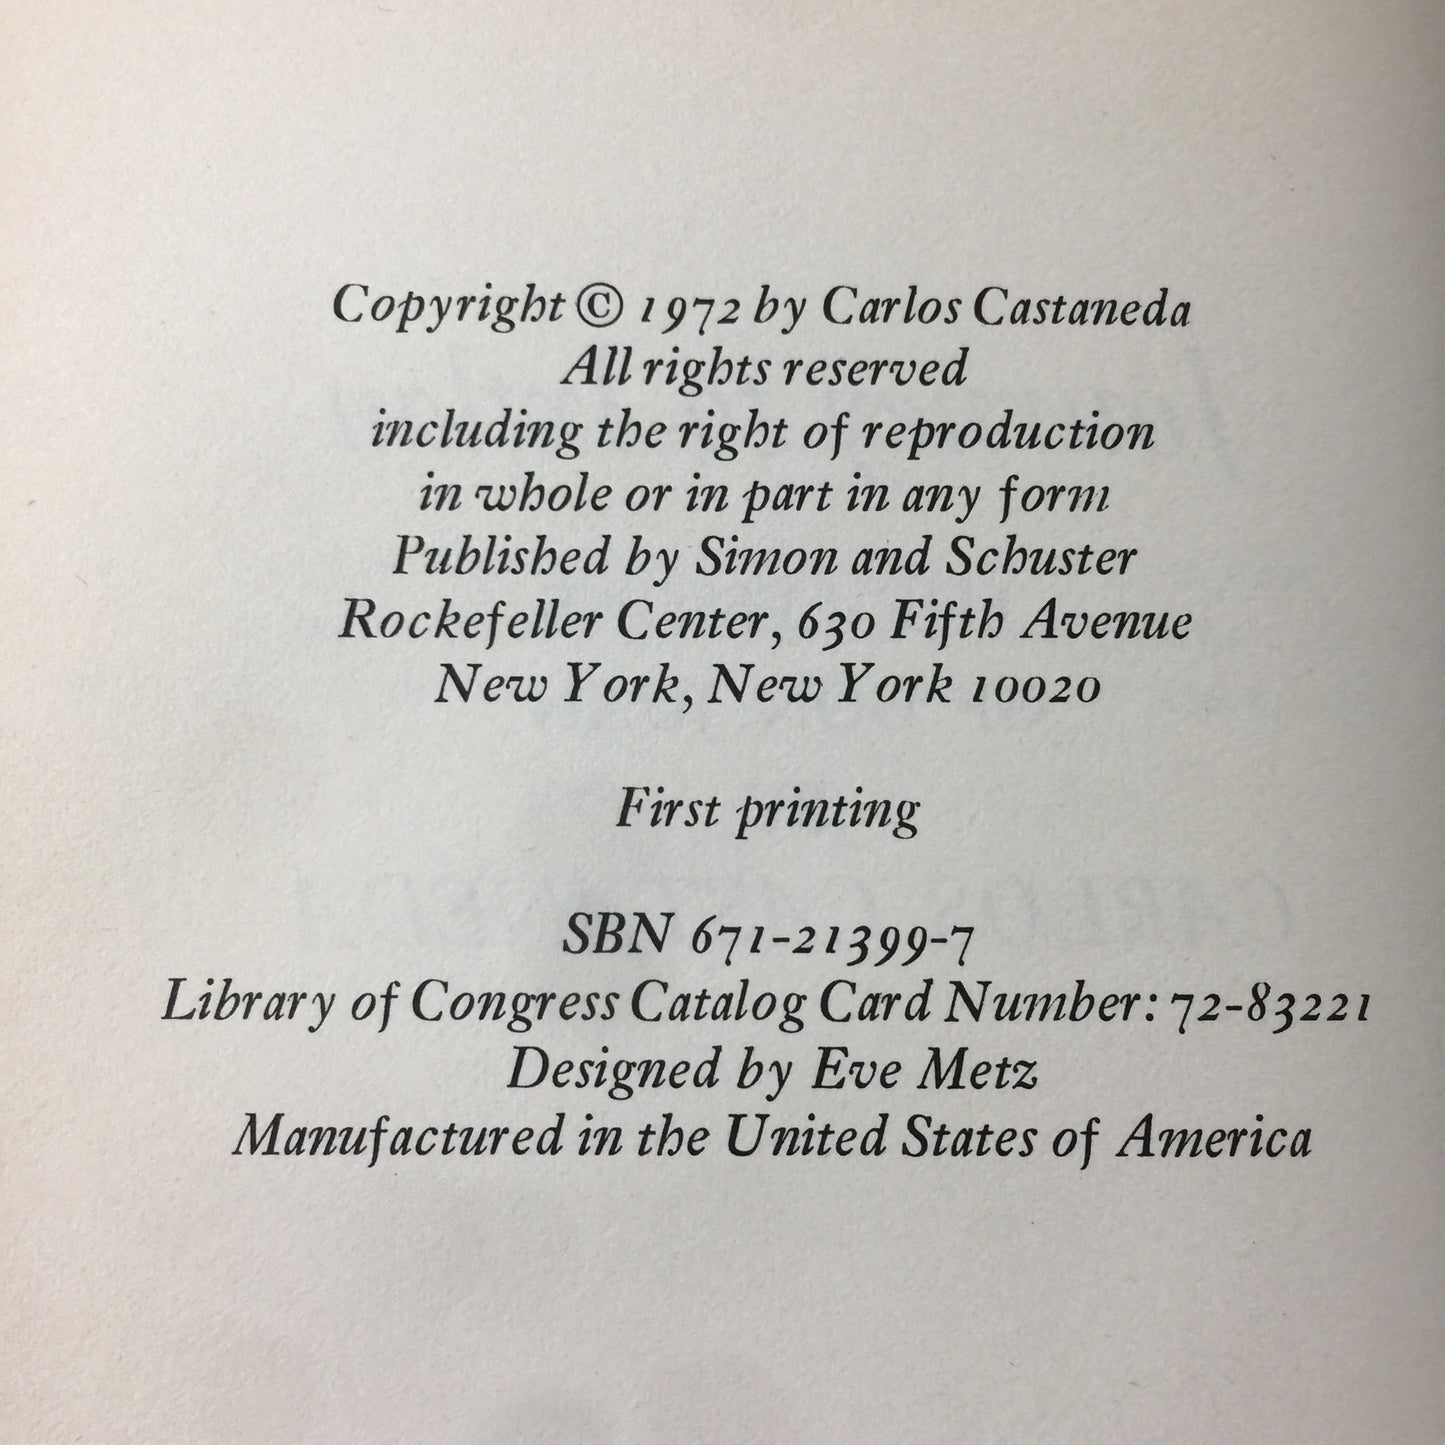 Copyright © 1972 by Carlos Castaneda
All rights reserved
including the right of reproduction
in whole or in part in any form
Published by Simon and Schuster
Rockefeller Center, 630 Fifth Avenue
New York, New York 10020
First printing
SBN 671-21399-7
Library of Congress Catalog Card Number: 72-83221
Designed by Eve Metz
Manufactured in the United States of America